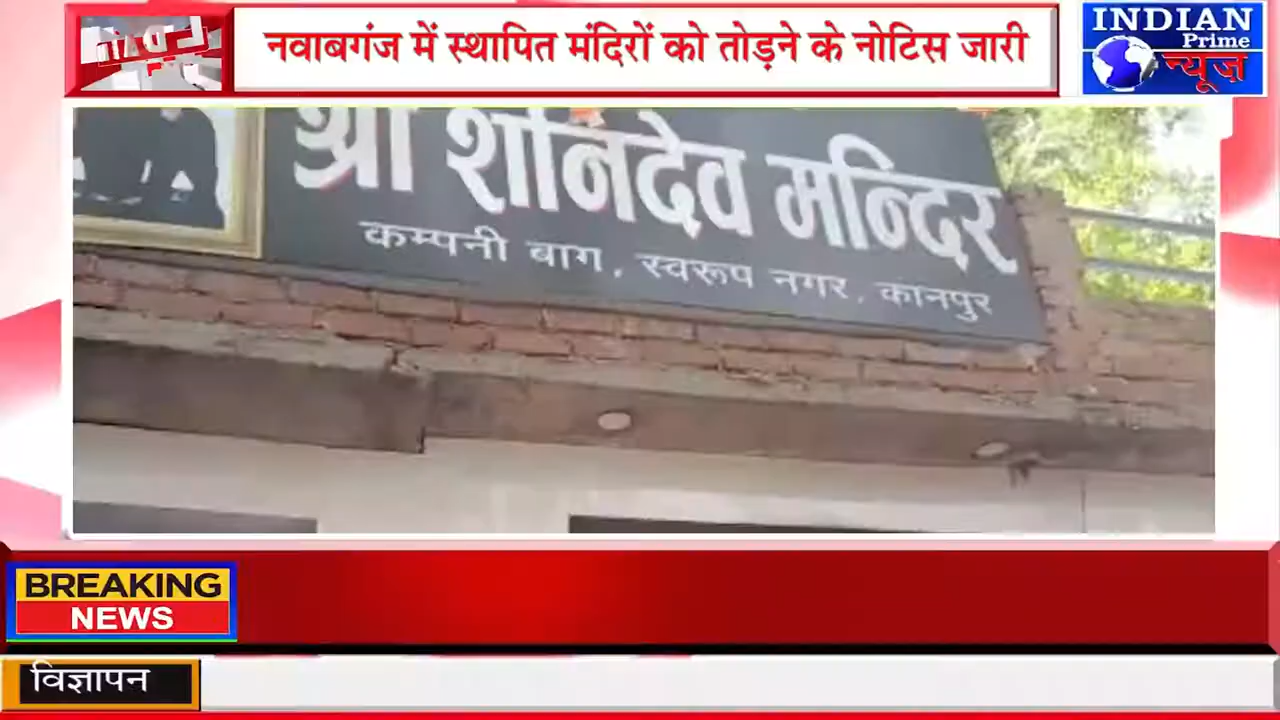 नवाबगंज में स्थापित मंदिरों को तोड़ने के नोटिस जारी
INDIAN
Prime
न्यूज़
श्री शनिदेव मन्दिर
कम्पनी बाग, स्वरूप नगर, कानपुर
BREAKING
NEWS
विज्ञापन